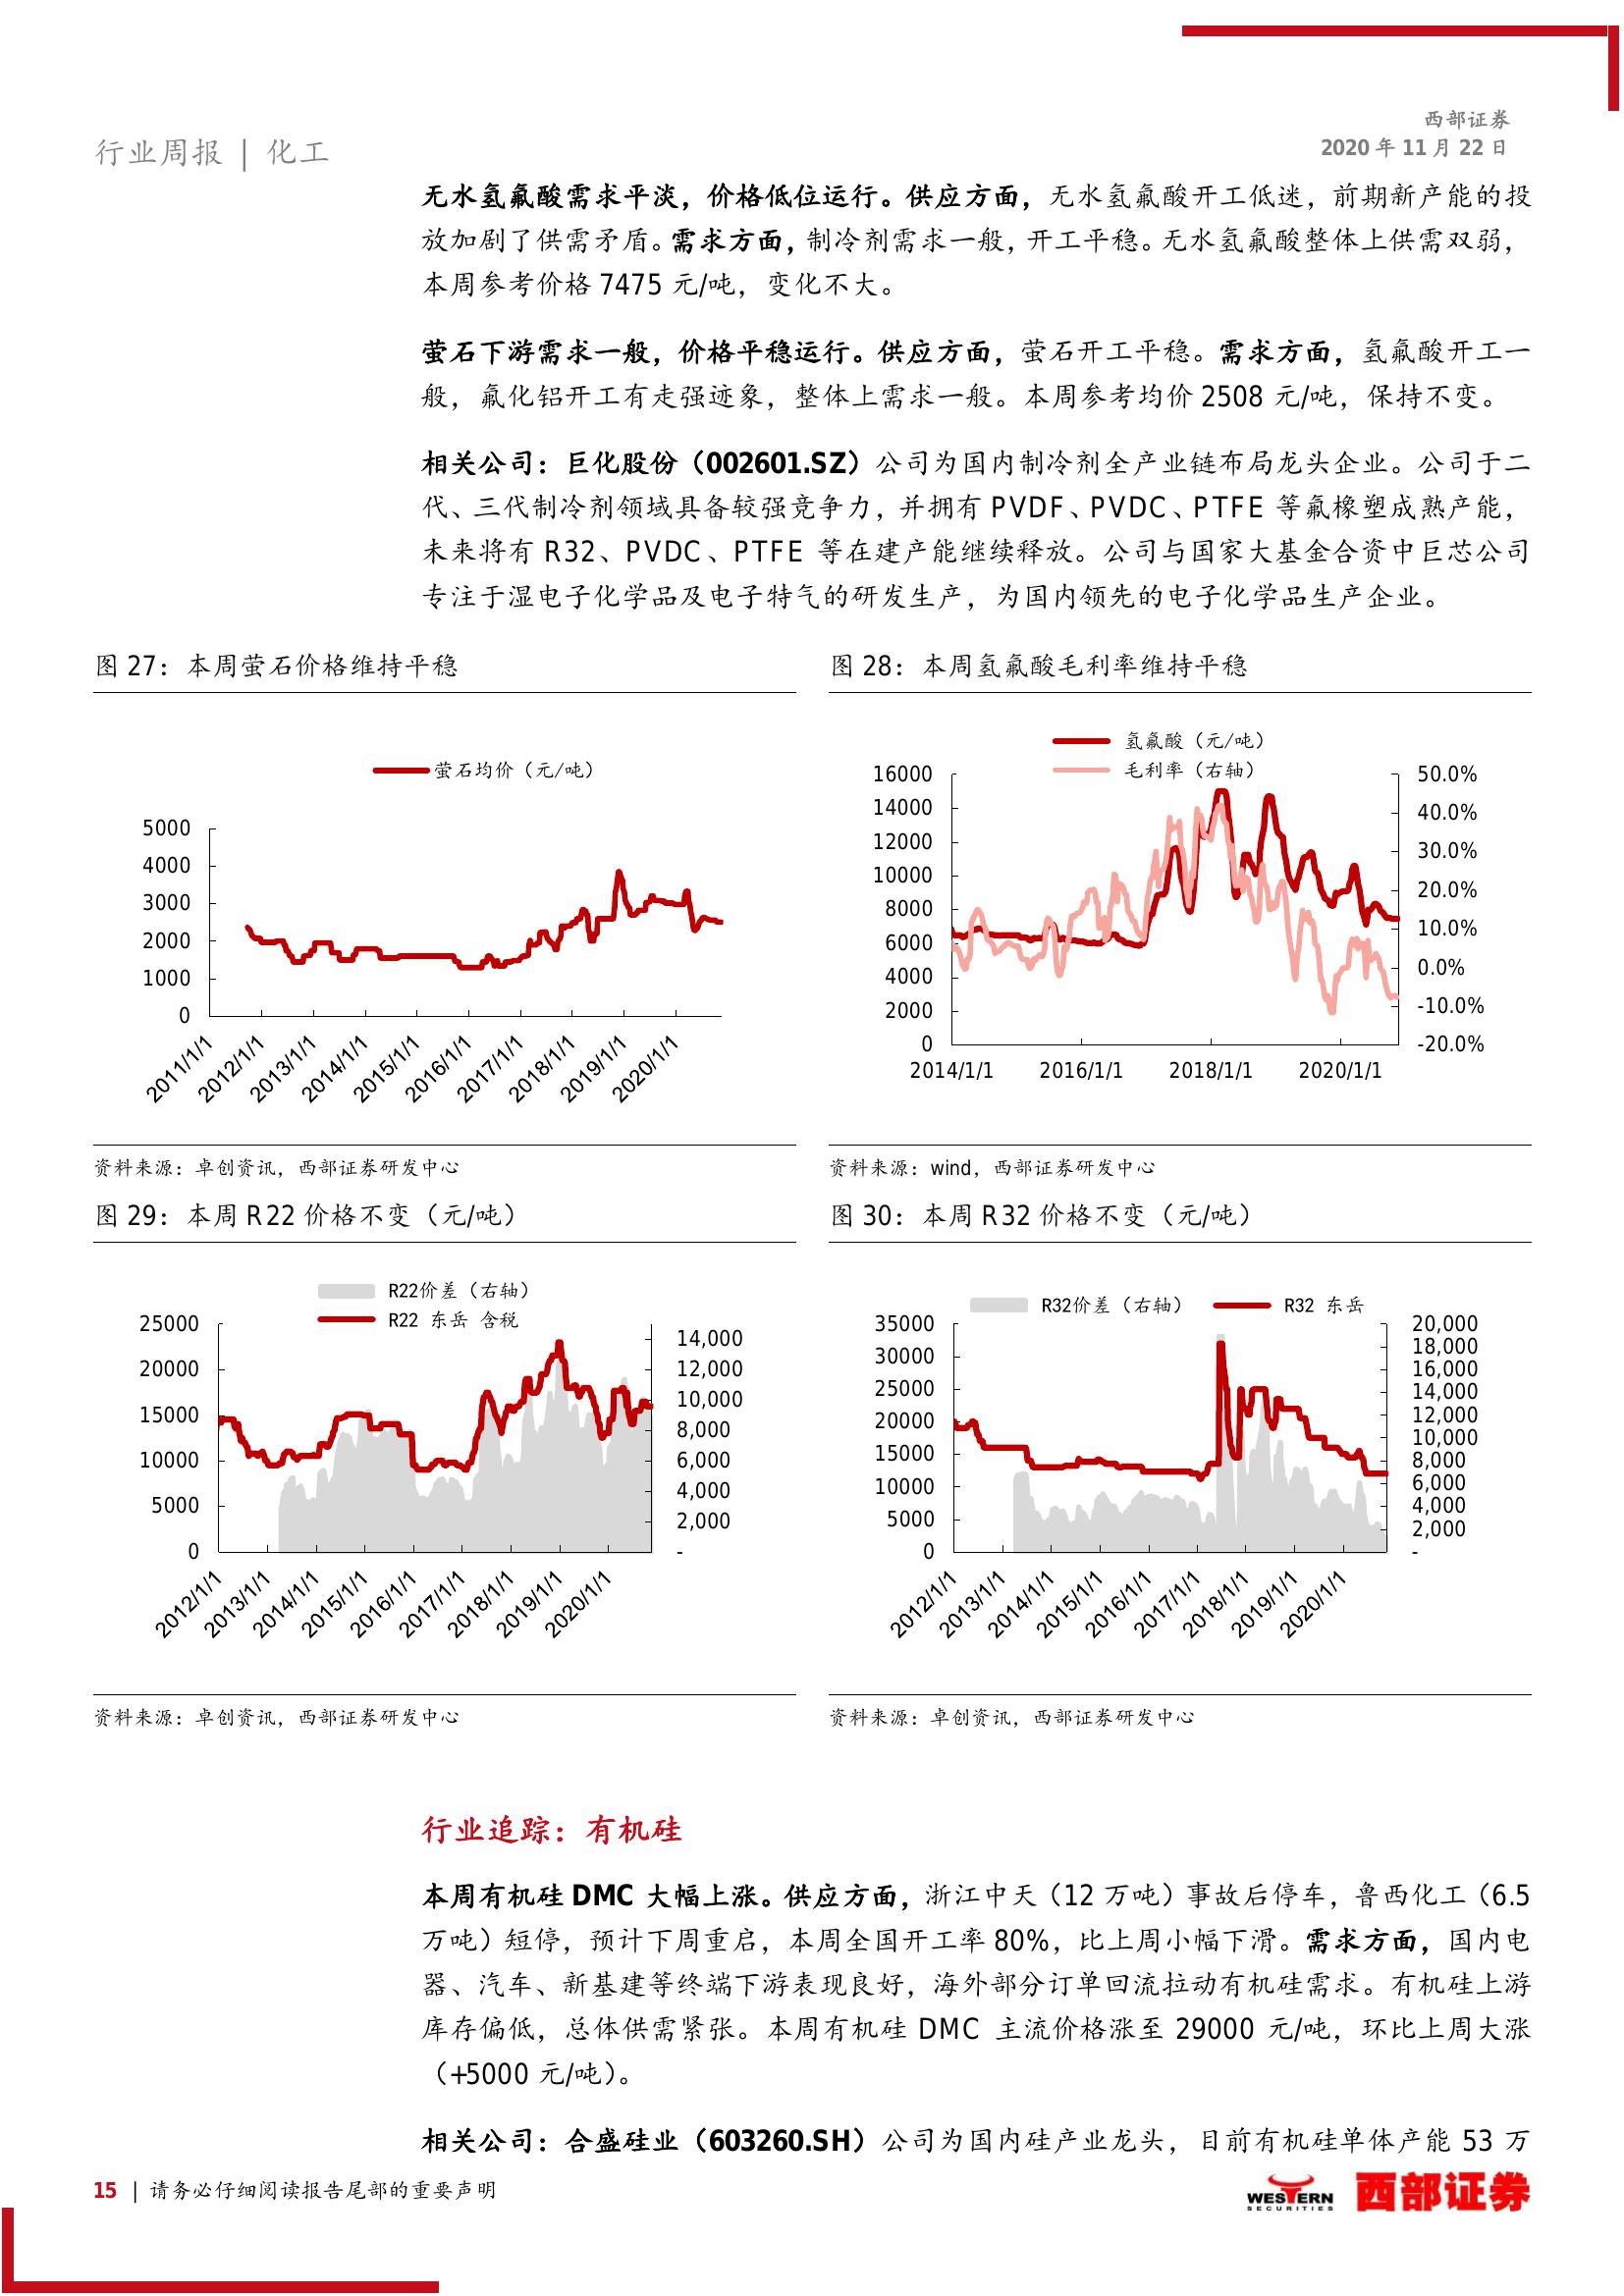 西部证券
行业周报 | 化工
2020 年 11 月 22 日
无水氢氟酸需求平淡，价格低位运行。供应方面，无水氢氟酸开工低迷，前期新产能的投
放加剧了供需矛盾。需求方面，制冷剂需求一般，开工平稳。无水氢氟酸整体上供需双弱，
本周参考价格 7475 元/吨，变化不大。
萤石下游需求一般，价格平稳运行。供应方面，萤石开工平稳。需求方面，氢氟酸开工一
般，氟化铝开工有走强迹象，整体上需求一般。本周参考均价 2508 元/吨，保持不变。
相关公司：巨化股份（002601.SZ）公司为国内制冷剂全产业链布局龙头企业。公司于二
代、三代制冷剂领域具备较强竞争力，并拥有 PVDF、PVDC、PTFE 等氟橡塑成熟产能，
未来将有 R32、PVDC、PTFE 等在建产能继续释放。公司与国家大基金合资中巨芯公司
专注于湿电子化学品及电子特气的研发生产，为国内领先的电子化学品生产企业。
图 27：本周萤石价格维持平稳
萤石均价（元/吨）
5000
4000
3000
2000
1000
0
2011/1/1
2012/1/1
2013/1/1
2014/1/1
2015/1/1
2016/1/1
2017/1/1
2018/1/1
2019/1/1
2020/1/1
资料来源：卓创资讯，西部证券研发中心
图 28：本周氢氟酸毛利率维持平稳
氢氟酸（元/吨）
毛利率（右轴）
16000
14000
12000
10000
8000
6000
4000
2000
0
50.0%
40.0%
30.0%
20.0%
10.0%
0.0%
-10.0%
-20.0%
2014/1/1
2016/1/1
2018/1/1
2020/1/1
资料来源：wind，西部证券研发中心
图 29：本周 R22 价格不变（元/吨）
R22价差（右轴）
R22 东岳 含税
25000
20000
15000
10000
5000
0
14,000
12,000
10,000
8,000
6,000
4,000
2,000
-
2012/1/1
2013/1/1
2014/1/1
2015/1/1
2016/1/1
2017/1/1
2018/1/1
2019/1/1
2020/1/1
资料来源：卓创资讯，西部证券研发中心
图 30：本周 R32 价格不变（元/吨）
R32价差（右轴）
R32 东岳
35000
30000
25000
20000
15000
10000
5000
0
20,000
18,000
16,000
14,000
12,000
10,000
8,000
6,000
4,000
2,000
-
2012/1/1
2013/1/1
2014/1/1
2015/1/1
2016/1/1
2017/1/1
2018/1/1
2019/1/1
2020/1/1
资料来源：卓创资讯，西部证券研发中心
行业追踪：有机硅
本周有机硅 DMC 大幅上涨。供应方面，浙江中天（12 万吨）事故后停车，鲁西化工（6.5
万吨）短停，预计下周重启，本周全国开工率 80%，比上周小幅下滑。需求方面，国内电
器、汽车、新基建等终端下游表现良好，海外部分订单回流拉动有机硅需求。有机硅上游
库存偏低，总体供需紧张。本周有机硅 DMC 主流价格涨至 29000 元/吨，环比上周大涨
（+5000 元/吨）。
相关公司：合盛硅业（603260.SH）公司为国内硅产业龙头，目前有机硅单体产能 53 万
15 | 请务必仔细阅读报告尾部的重要声明
WESTERN
SECURITIES
西部证券